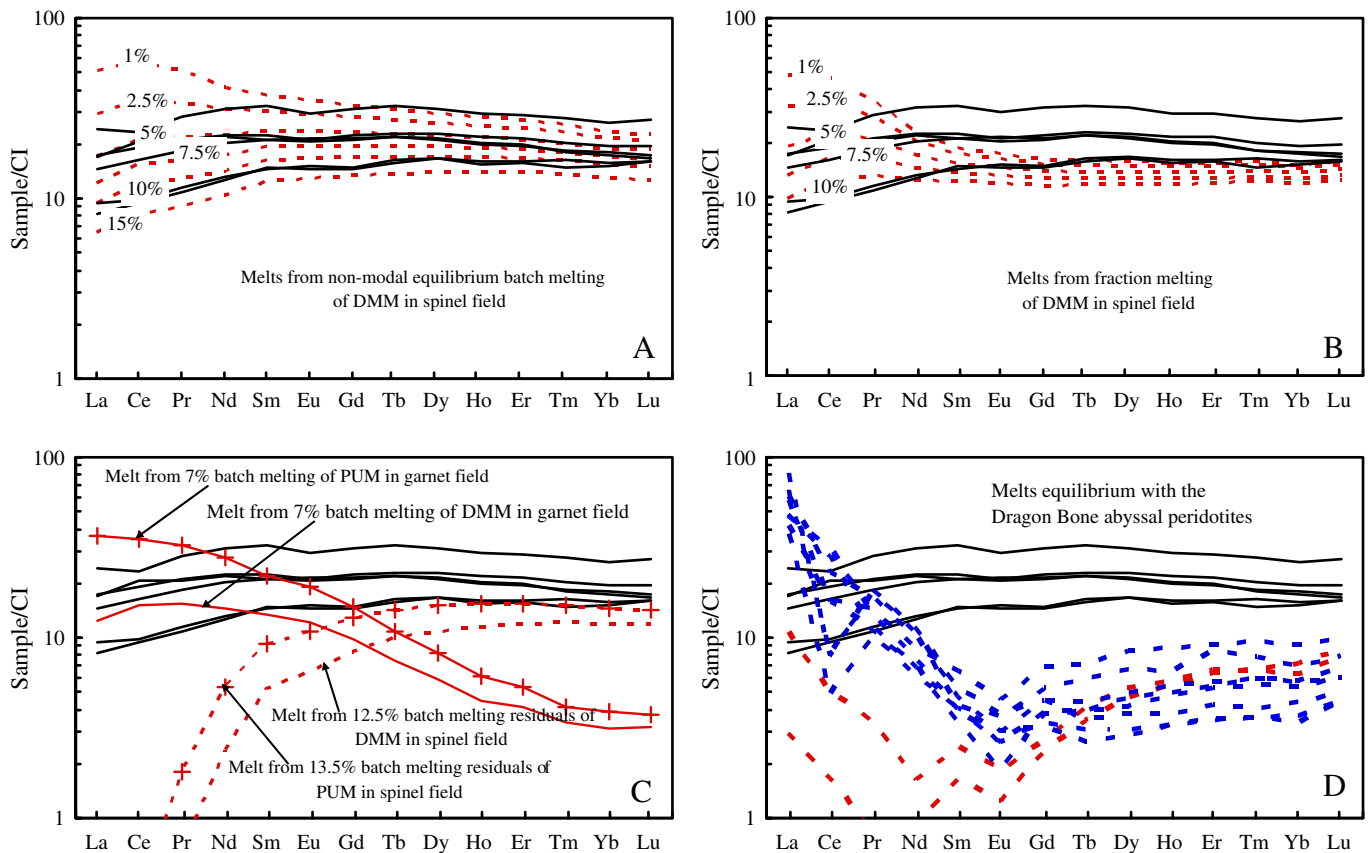 100
10
1
Sample/CI
1%
2.5%
5%
7.5%
10%
15%
Melts from non-modal equilibrium batch melting
of DMM in spinel field
A
La Ce Pr Nd Sm Eu Gd Tb Dy Ho Er Tm Yb Lu
100
10
1
Sample/CI
1%
2.5%
5%
7.5%
10%
Melts from fraction melting
of DMM in spinel field
B
La Ce Pr Nd Sm Eu Gd Tb Dy Ho Er Tm Yb Lu
100
10
1
Sample/CI
Melt from 7% batch melting of PUM in garnet field
Melt from 7% batch melting of DMM in garnet field
Melt from 12.5% batch melting residuals of
DMM in spinel field
Melt from 13.5% batch melting residuals of
PUM in spinel field
C
La Ce Pr Nd Sm Eu Gd Tb Dy Ho Er Tm Yb Lu
100
10
1
Sample/CI
Melts equilibrium with the
Dragon Bone abyssal peridotites
D
La Ce Pr Nd Sm Eu Gd Tb Dy Ho Er Tm Yb Lu